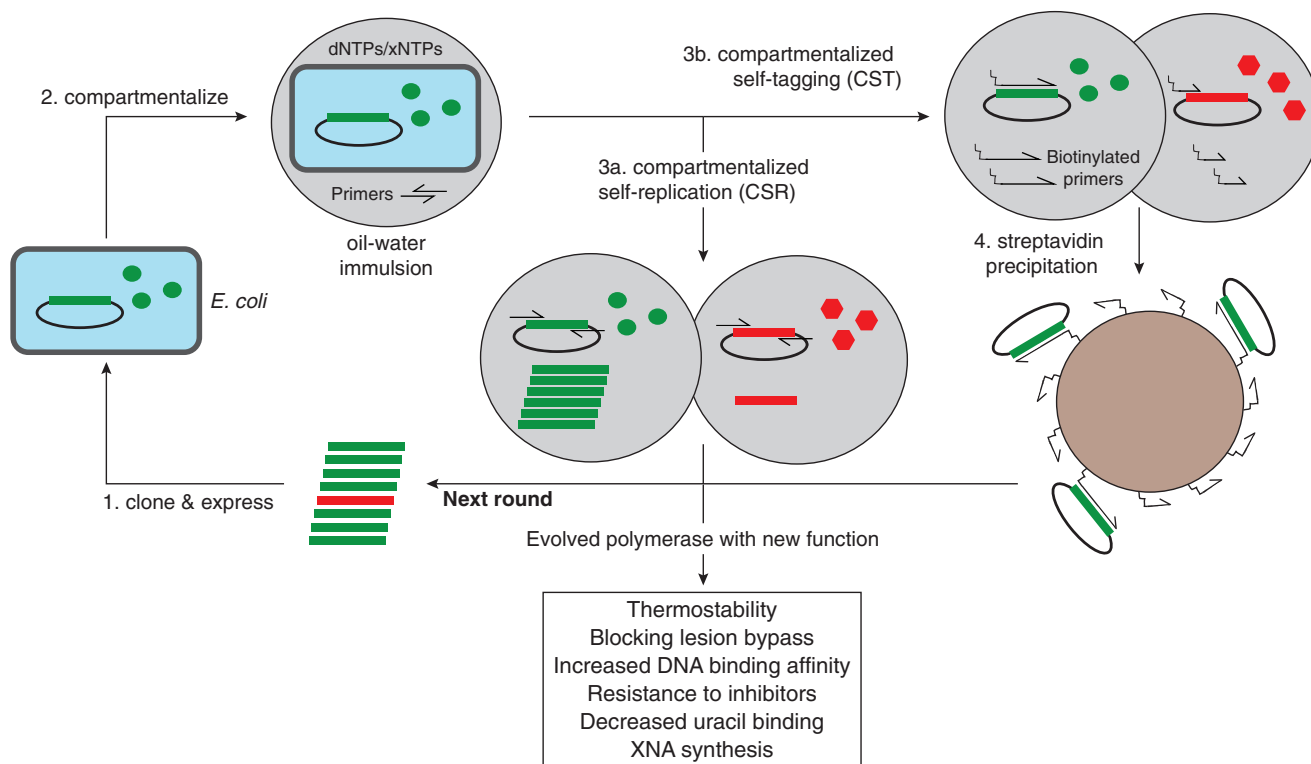 dNTPs/xNTPs
2. compartmentalize
Primers
oil-water
immulsion
E. coli
1. clone & express
3b. compartmentalized
self-tagging (CST)
3a. compartmentalized
self-replication (CSR)
Biotinylated
primers
4. streptavidin
precipitation
Next round
Evolved polymerase with new function
Thermostability
Blocking lesion bypass
Increased DNA binding affinity
Resistance to inhibitors
Decreased uracil binding
XNA synthesis